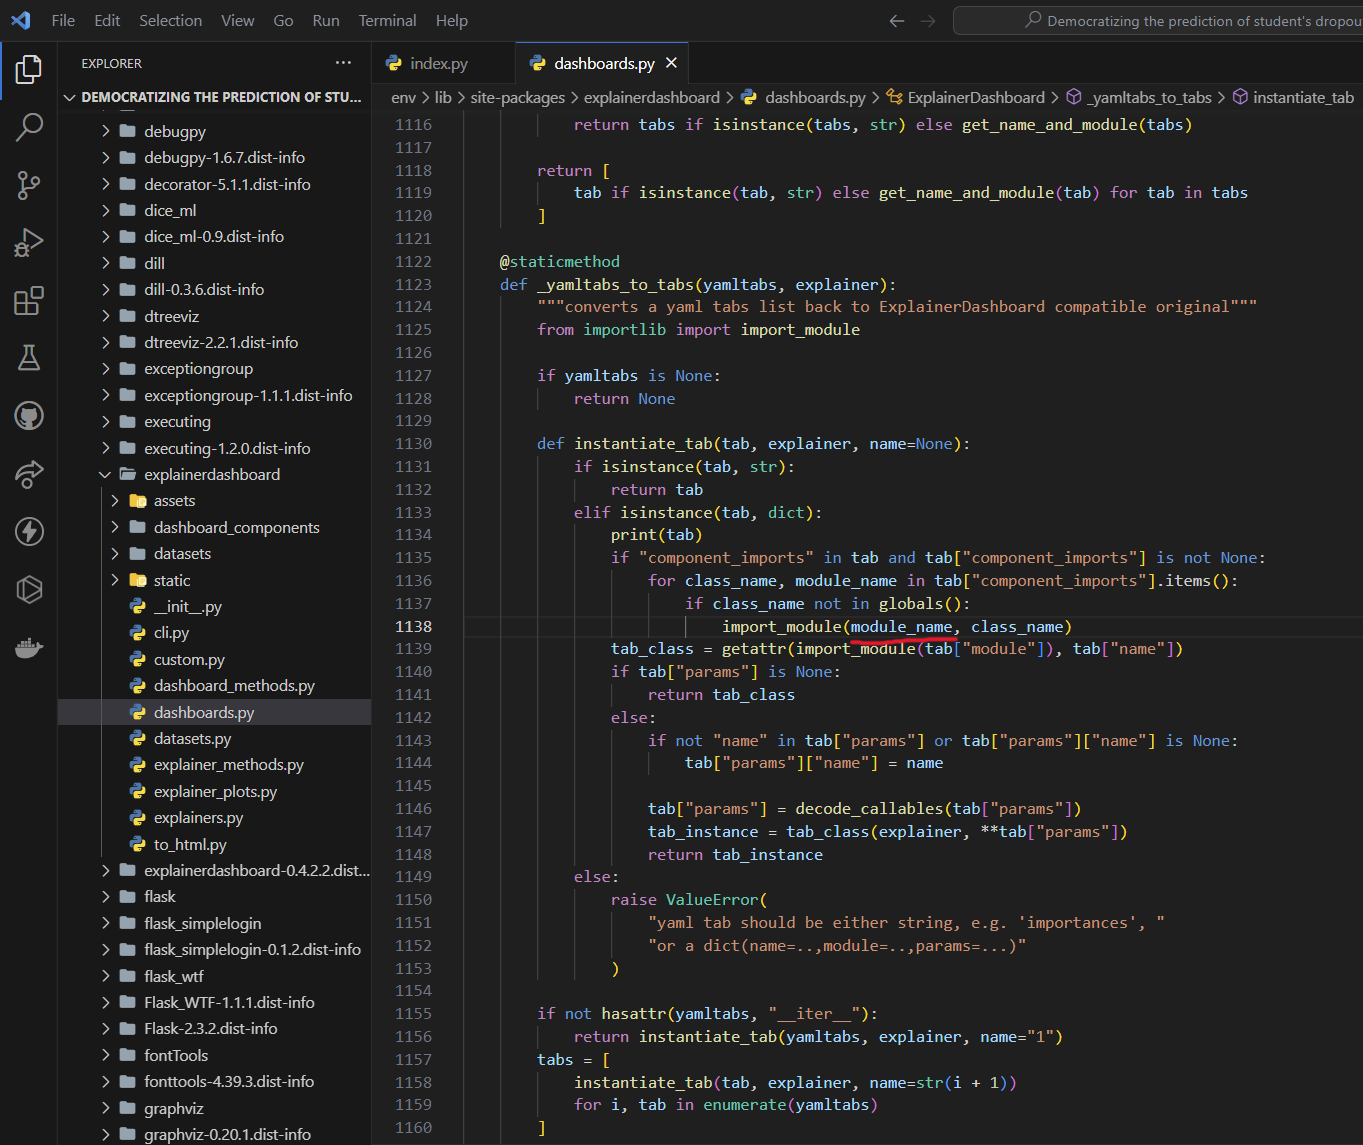 File Edit Selection View Go Run Terminal Help
Democratizing the prediction of student's dropou
EXPLORER
DEMOCRATIZING THE PREDICTION OF STU...
debugpy
debugpy-1.6.7.dist-info
decorator-5.1.1.dist-info
dice_ml
dice_ml-0.9.dist-info
dill
dill-0.3.6.dist-info
dtreeviz
dtreeviz-2.2.1.dist-info
exceptiongroup
exceptiongroup-1.1.1.dist-info
executing
executing-1.2.0.dist-info
explainerdashboard
assets
dashboard_components
datasets
static
__init__.py
cli.py
custom.py
dashboard_methods.py
dashboards.py
datasets.py
explainer_methods.py
explainer_plots.py
explainers.py
to_html.py
explainerdashboard-0.4.2.2.dist...
flask
flask_simplelogin
flask_simplelogin-0.1.2.dist-info
flask_wtf
Flask_WTF-1.1.1.dist-info
Flask-2.3.2.dist-info
fontTools
fonttools-4.39.3.dist-info
graphviz
graphviz-0.20.1.dist-info
index.py
dashboards.py
env > lib > site-packages > explainerdashboard > dashboards.py > ExplainerDashboard > _yamltabs_to_tabs > instantiate_tab
1116 return tabs if isinstance(tabs, str) else get_name_and_module(tabs)
1117
1118 return [
1119 tab if isinstance(tab, str) else get_name_and_module(tab) for tab in tabs
1120 ]
1121
1122 @staticmethod
1123 def _yamltabs_to_tabs(yamltabs, explainer):
1124 """converts a yaml tabs list back to ExplainerDashboard compatible original"""
1125 from importlib import import_module
1126
1127 if yamltabs is None:
1128 return None
1129
1130 def instantiate_tab(tab, explainer, name=None):
1131 if isinstance(tab, str):
1132 return tab
1133 elif isinstance(tab, dict):
1134 print(tab)
1135 if "component_imports" in tab and tab["component_imports"] is not None:
1136 for class_name, module_name in tab["component_imports"].items():
1137 if class_name not in globals():
1138 import_module(module_name, class_name)
1139 tab_class = getattr(import_module(tab["module"]), tab["name"])
1140 if tab["params"] is None:
1141 return tab_class
1142 else:
1143 if not "name" in tab["params"] or tab["params"]["name"] is None:
1144 tab["params"]["name"] = name
1145
1146 tab["params"] = decode_callables(tab["params"])
1147 tab_instance = tab_class(explainer, **tab["params"])
1148 return tab_instance
1149 else:
1150 raise ValueError(
1151 "yaml tab should be either string, e.g. 'importances', "
1152 "or a dict(name=..,module=..,params=...)"
1153 )
1154
1155 if not hasattr(yamltabs, "__iter__"):
1156 return instantiate_tab(yamltabs, explainer, name="1")
1157 tabs = [
1158 instantiate_tab(tab, explainer, name=str(i + 1))
1159 for i, tab in enumerate(yamltabs)
1160 ]